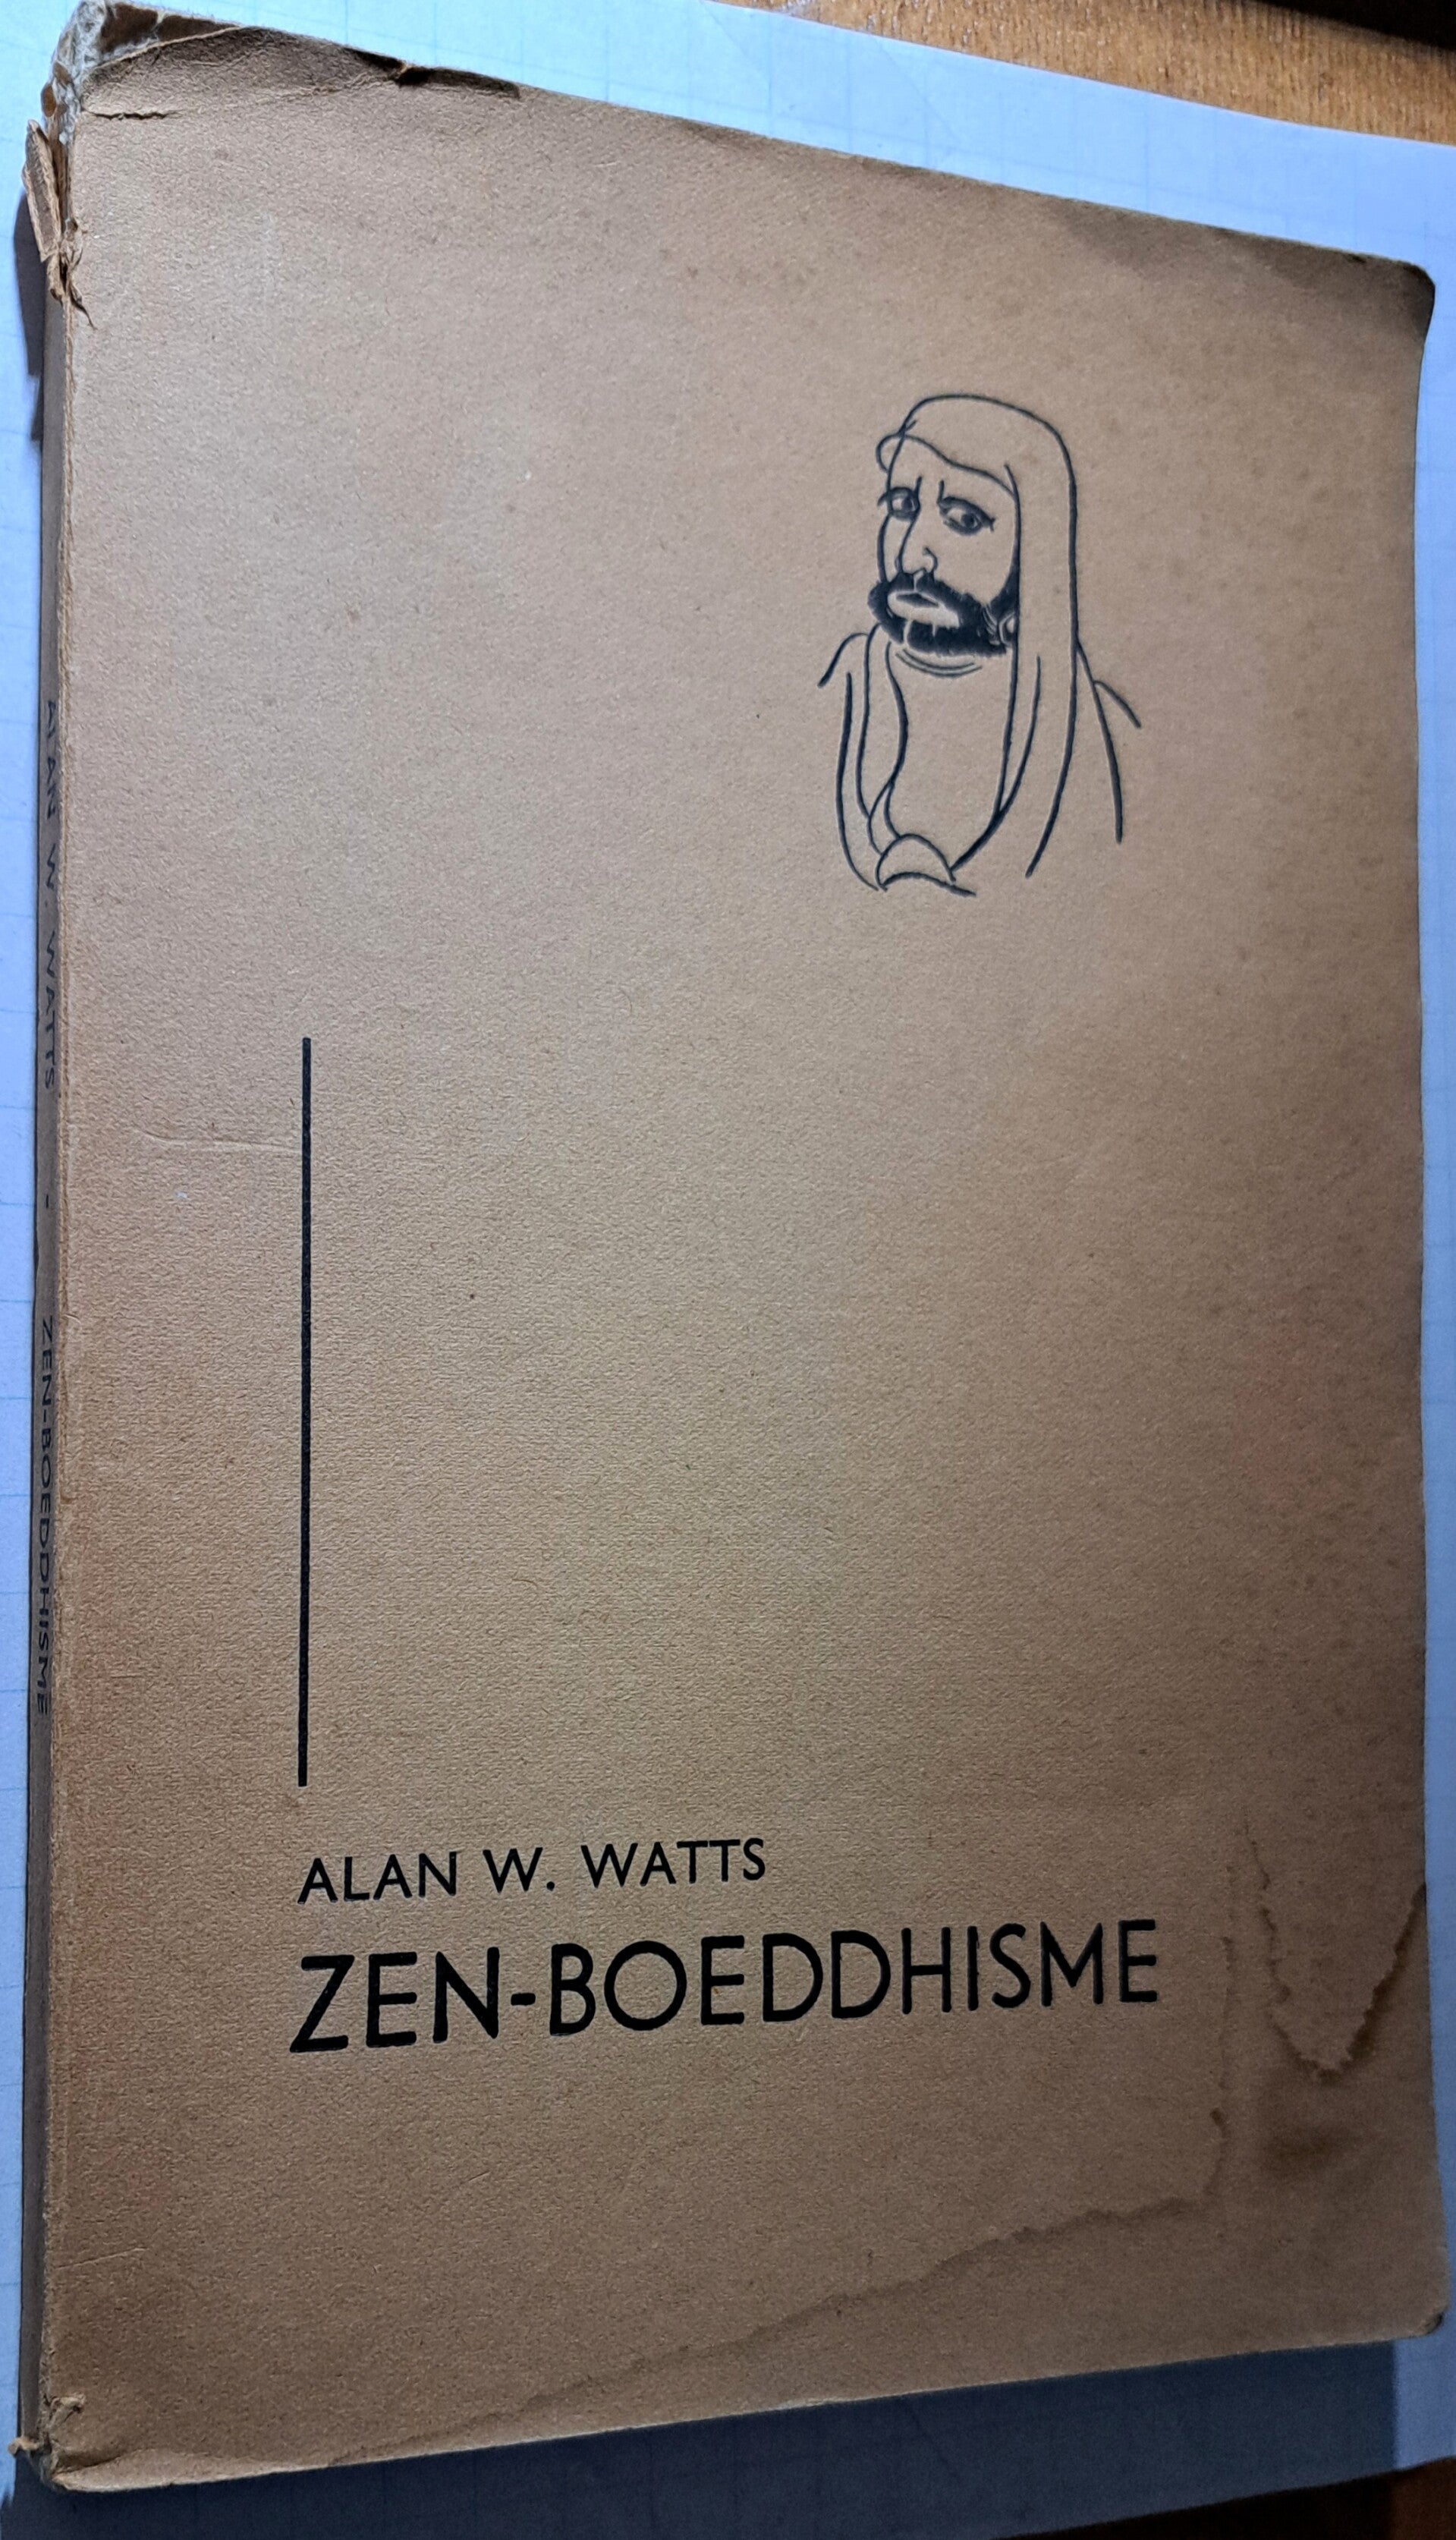 ALAN W. WATTS - ZEN-BOEDDHISME
ALAN W. WATTS
ZEN-BOEDDHISME